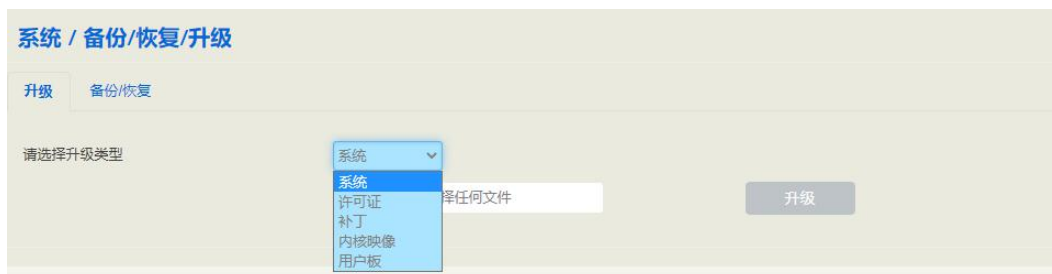 系统 / 备份/恢复/升级
升级 备份/恢复
请选择升级类型 系统
系统
择任何文件 升级
许可证
补丁
内核映像
用户板